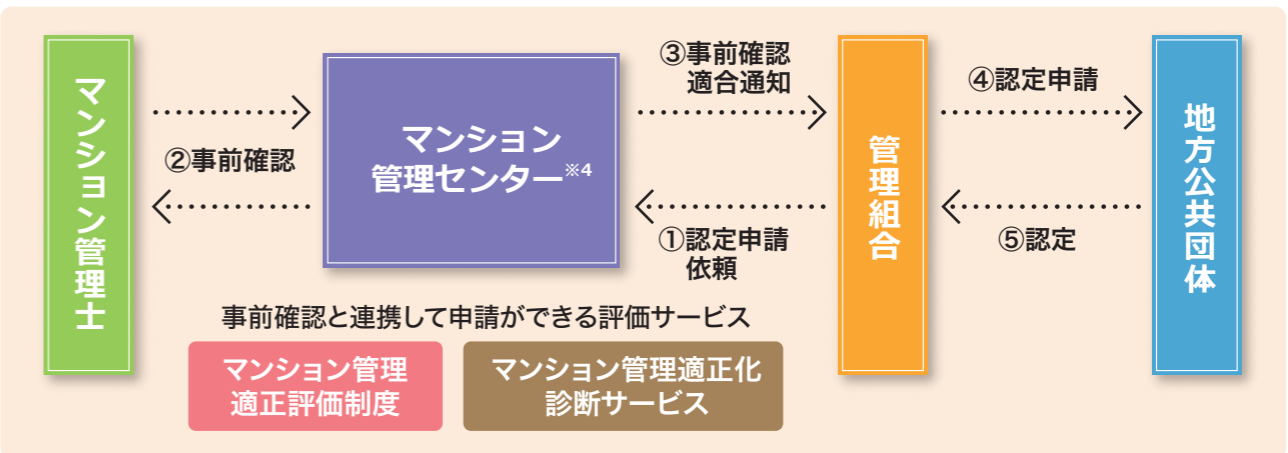 マンション管理士
②事前確認
マンション
管理センター※4
③事前確認
適合通知
①認定申請
依頼
管理組合
④認定申請
⑤認定
地方公共団体
事前確認と連携して申請ができる評価サービス
マンション管理
適正評価制度
マンション管理適正化
診断サービス